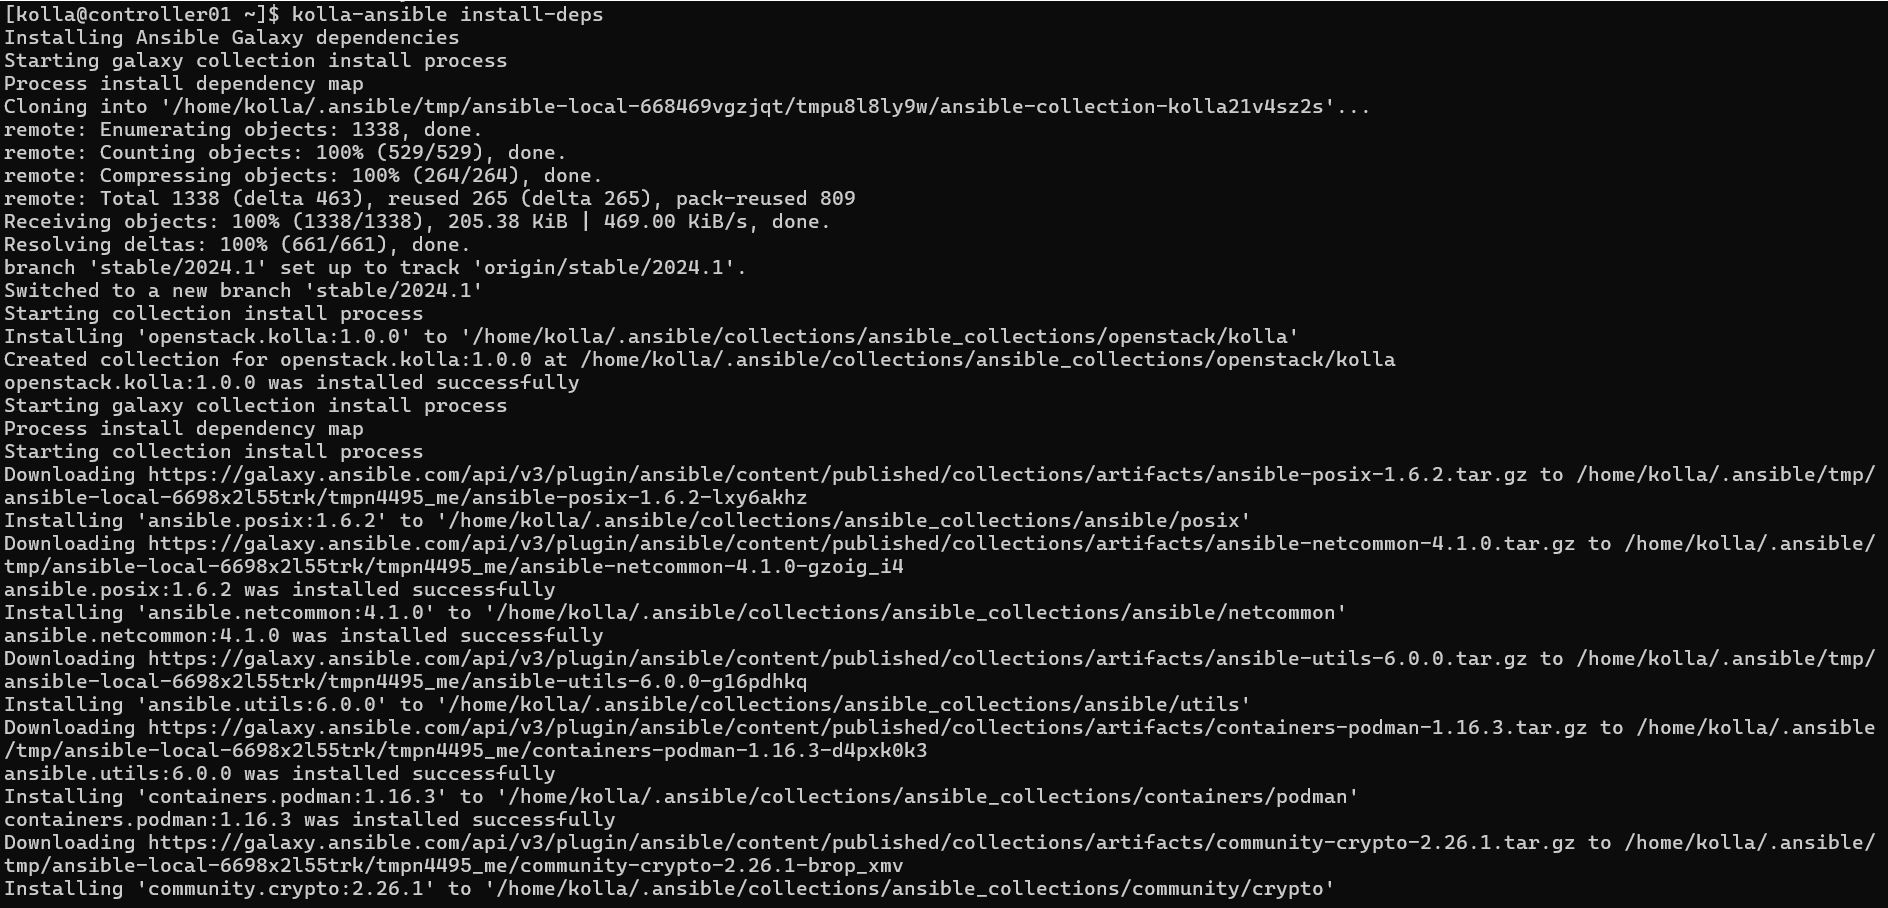 [kolla@controller01 ~]$ kolla-ansible install-deps
Installing Ansible Galaxy dependencies
Starting galaxy collection install process
Process install dependency map
Cloning into '/home/kolla/.ansible/tmp/ansible-local-668469vgzjqt/tmpu8l8ly9w/ansible-collection-kolla21v4sz2s'...
remote: Enumerating objects: 1338, done.
remote: Counting objects: 100% (529/529), done.
remote: Compressing objects: 100% (264/264), done.
remote: Total 1338 (delta 463), reused 265 (delta 265), pack-reused 809
Receiving objects: 100% (1338/1338), 205.38 KiB | 469.00 KiB/s, done.
Resolving deltas: 100% (661/661), done.
branch 'stable/2024.1' set up to track 'origin/stable/2024.1'.
Switched to a new branch 'stable/2024.1'
Starting collection install process
Installing 'openstack.kolla:1.0.0' to '/home/kolla/.ansible/collections/ansible_collections/openstack/kolla'
Created collection for openstack.kolla:1.0.0 at /home/kolla/.ansible/collections/ansible_collections/openstack/kolla
openstack.kolla:1.0.0 was installed successfully
Starting galaxy collection install process
Process install dependency map
Starting collection install process
Downloading https://galaxy.ansible.com/api/v3/plugin/ansible/content/published/collections/artifacts/ansible-posix-1.6.2.tar.gz to /home/kolla/.ansible/tmp/
ansible-local-6698x2l55trk/tmpn4495_me/ansible-posix-1.6.2-lxy6akhz
Installing 'ansible.posix:1.6.2' to '/home/kolla/.ansible/collections/ansible_collections/ansible/posix'
Downloading https://galaxy.ansible.com/api/v3/plugin/ansible/content/published/collections/artifacts/ansible-netcommon-4.1.0.tar.gz to /home/kolla/.ansible/
tmp/ansible-local-6698x2l55trk/tmpn4495_me/ansible-netcommon-4.1.0-gzoig_i4
ansible.posix:1.6.2 was installed successfully
Installing 'ansible.netcommon:4.1.0' to '/home/kolla/.ansible/collections/ansible_collections/ansible/netcommon'
ansible.netcommon:4.1.0 was installed successfully
Downloading https://galaxy.ansible.com/api/v3/plugin/ansible/content/published/collections/artifacts/ansible-utils-6.0.0.tar.gz to /home/kolla/.ansible/tmp/
ansible-local-6698x2l55trk/tmpn4495_me/ansible-utils-6.0.0-g16pdhkq
Installing 'ansible.utils:6.0.0' to '/home/kolla/.ansible/collections/ansible_collections/ansible/utils'
Downloading https://galaxy.ansible.com/api/v3/plugin/ansible/content/published/collections/artifacts/containers-podman-1.16.3.tar.gz to /home/kolla/.ansible
/tmp/ansible-local-6698x2l55trk/tmpn4495_me/containers-podman-1.16.3-d4pxk0k3
ansible.utils:6.0.0 was installed successfully
Installing 'containers.podman:1.16.3' to '/home/kolla/.ansible/collections/ansible_collections/containers/podman'
containers.podman:1.16.3 was installed successfully
Downloading https://galaxy.ansible.com/api/v3/plugin/ansible/content/published/collections/artifacts/community-crypto-2.26.1.tar.gz to /home/kolla/.ansible/
tmp/ansible-local-6698x2l55trk/tmpn4495_me/community-crypto-2.26.1-brop_xmv
Installing 'community.crypto:2.26.1' to '/home/kolla/.ansible/collections/ansible_collections/community/crypto'